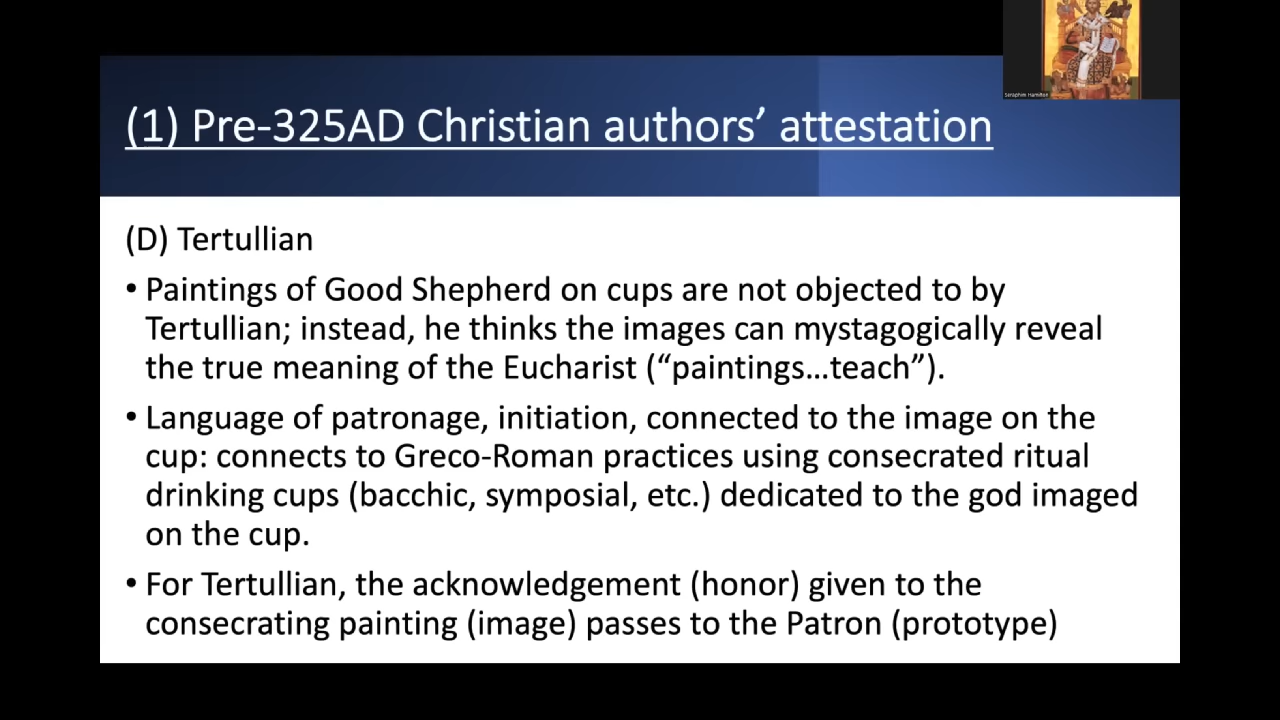 Seraphim Hamilton
(1) Pre-325AD Christian authors’ attestation
(D) Tertullian
• Paintings of Good Shepherd on cups are not objected to by
Tertullian; instead, he thinks the images can mystagogically reveal
the true meaning of the Eucharist (“paintings…teach”).
• Language of patronage, initiation, connected to the image on the
cup: connects to Greco-Roman practices using consecrated ritual
drinking cups (bacchic, symposial, etc.) dedicated to the god imaged
on the cup.
• For Tertullian, the acknowledgement (honor) given to the
consecrating painting (image) passes to the Patron (prototype)